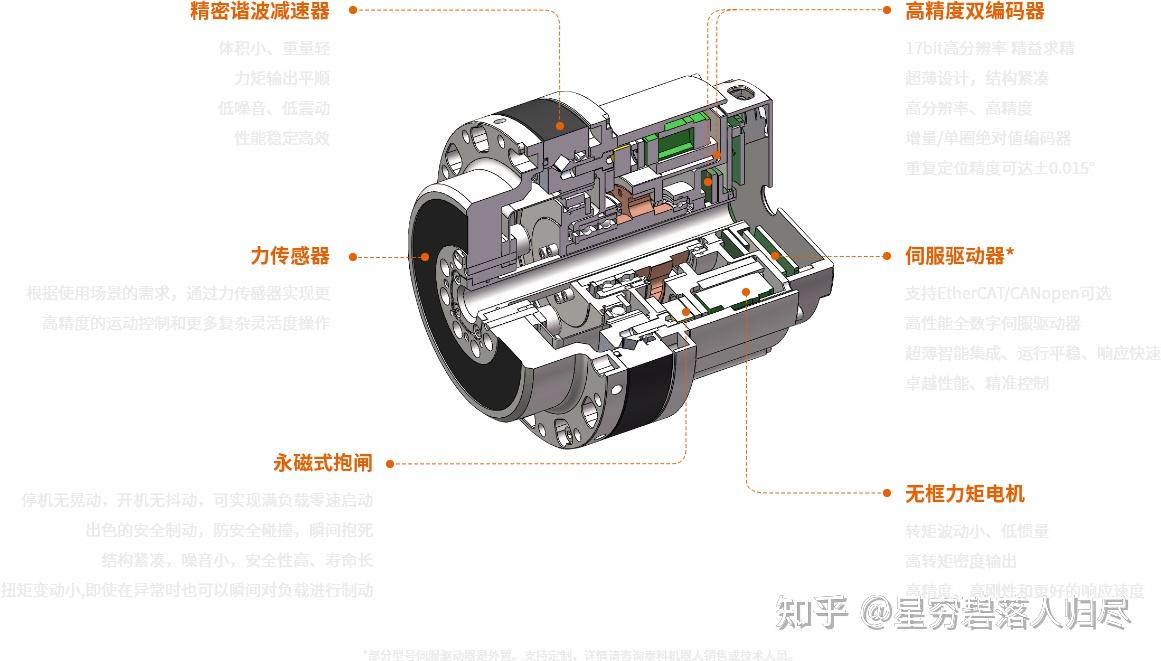 精密谐波减速器
体积小、重量轻
力矩输出平顺
低噪音、低震动
性能稳定高效
高精度双编码器
17bit高分辨率 精益求精
超薄设计，结构紧凑
高分辨率、高精度
增量/单圈绝对值编码器
重复定位精度可达±0.015°
力传感器
根据使用场景的需求，通过力传感器实现更
高精度的运动控制和更多复杂灵活度操作
伺服驱动器*
支持EtherCAT/CANopen可选
高性能全数字伺服驱动器
超薄智能集成、运行平稳、响应快速
卓越性能、精准控制
永磁式抱闸
停机无晃动，开机无抖动，可实现满负载零速启动
出色的安全制动，防安全碰撞，瞬间抱死
结构紧凑，噪音小，安全性高、寿命长
扭矩变动小,即使在异常时也可以瞬间对负载进行制动
无框力矩电机
转矩波动小、低惯量
高转矩密度输出
高精度、高刚性和更好的响应速度
知乎 @星穷碧落人归尽
*部分型号伺服驱动器是外置。支持定制，详情请咨询泰科机器人销售或技术人员。